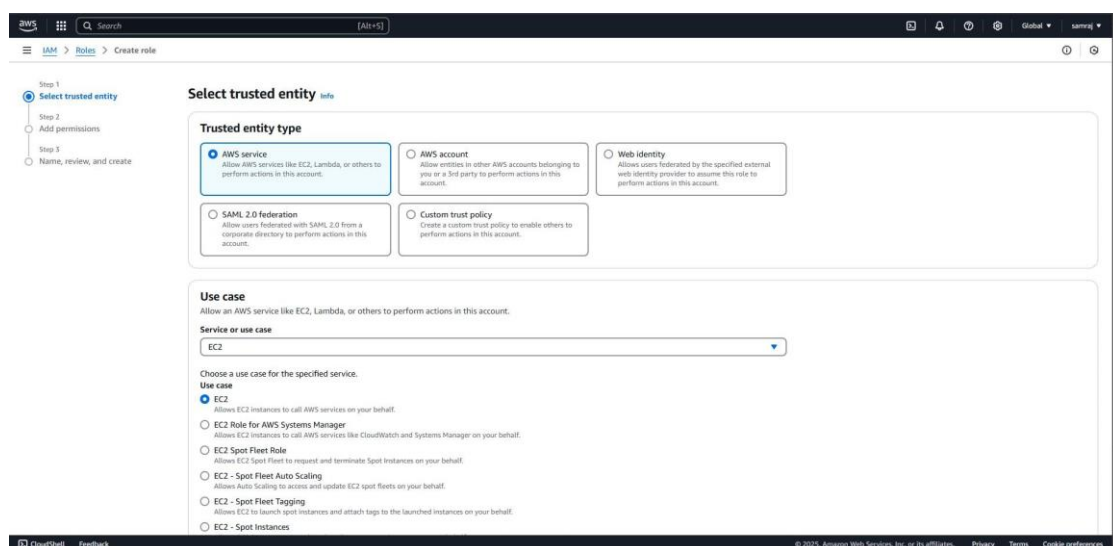 aws
Search [Alt+S]
Global ▼ samraj ▼
IAM > Roles > Create role
Step 1
Select trusted entity
Step 2
Add permissions
Step 3
Name, review, and create
Select trusted entity Info
Trusted entity type
AWS service
Allow AWS services like EC2, Lambda, or others to
perform actions in this account.
AWS account
Allow entities in other AWS accounts belonging to
you or a 3rd party to perform actions in this
account.
Web identity
Allows users federated by the specified external
web identity provider to assume this role to
perform actions in this account.
SAML 2.0 federation
Allow users federated with SAML 2.0 from a
corporate directory to perform actions in this
account.
Custom trust policy
Create a custom trust policy to enable others to
perform actions in this account.
Use case
Allow an AWS service like EC2, Lambda, or others to perform actions in this account.
Service or use case
EC2
Choose a use case for the specified service.
Use case
EC2
Allows EC2 instances to call AWS services on your behalf.
EC2 Role for AWS Systems Manager
Allows EC2 instances to call AWS services like CloudWatch and Systems Manager on your behalf.
EC2 Spot Fleet Role
Allows EC2 Spot Fleet to request and terminate Spot Instances on your behalf.
EC2 - Spot Fleet Auto Scaling
Allows Auto Scaling to access and update EC2 spot fleets on your behalf.
EC2 - Spot Fleet Tagging
Allows EC2 to launch spot instances and attach tags to the launched instances on your behalf.
EC2 - Spot Instances
CloudShell Feedback
© 2025, Amazon Web Services, Inc. or its affiliates. Privacy Terms Cookie preferences